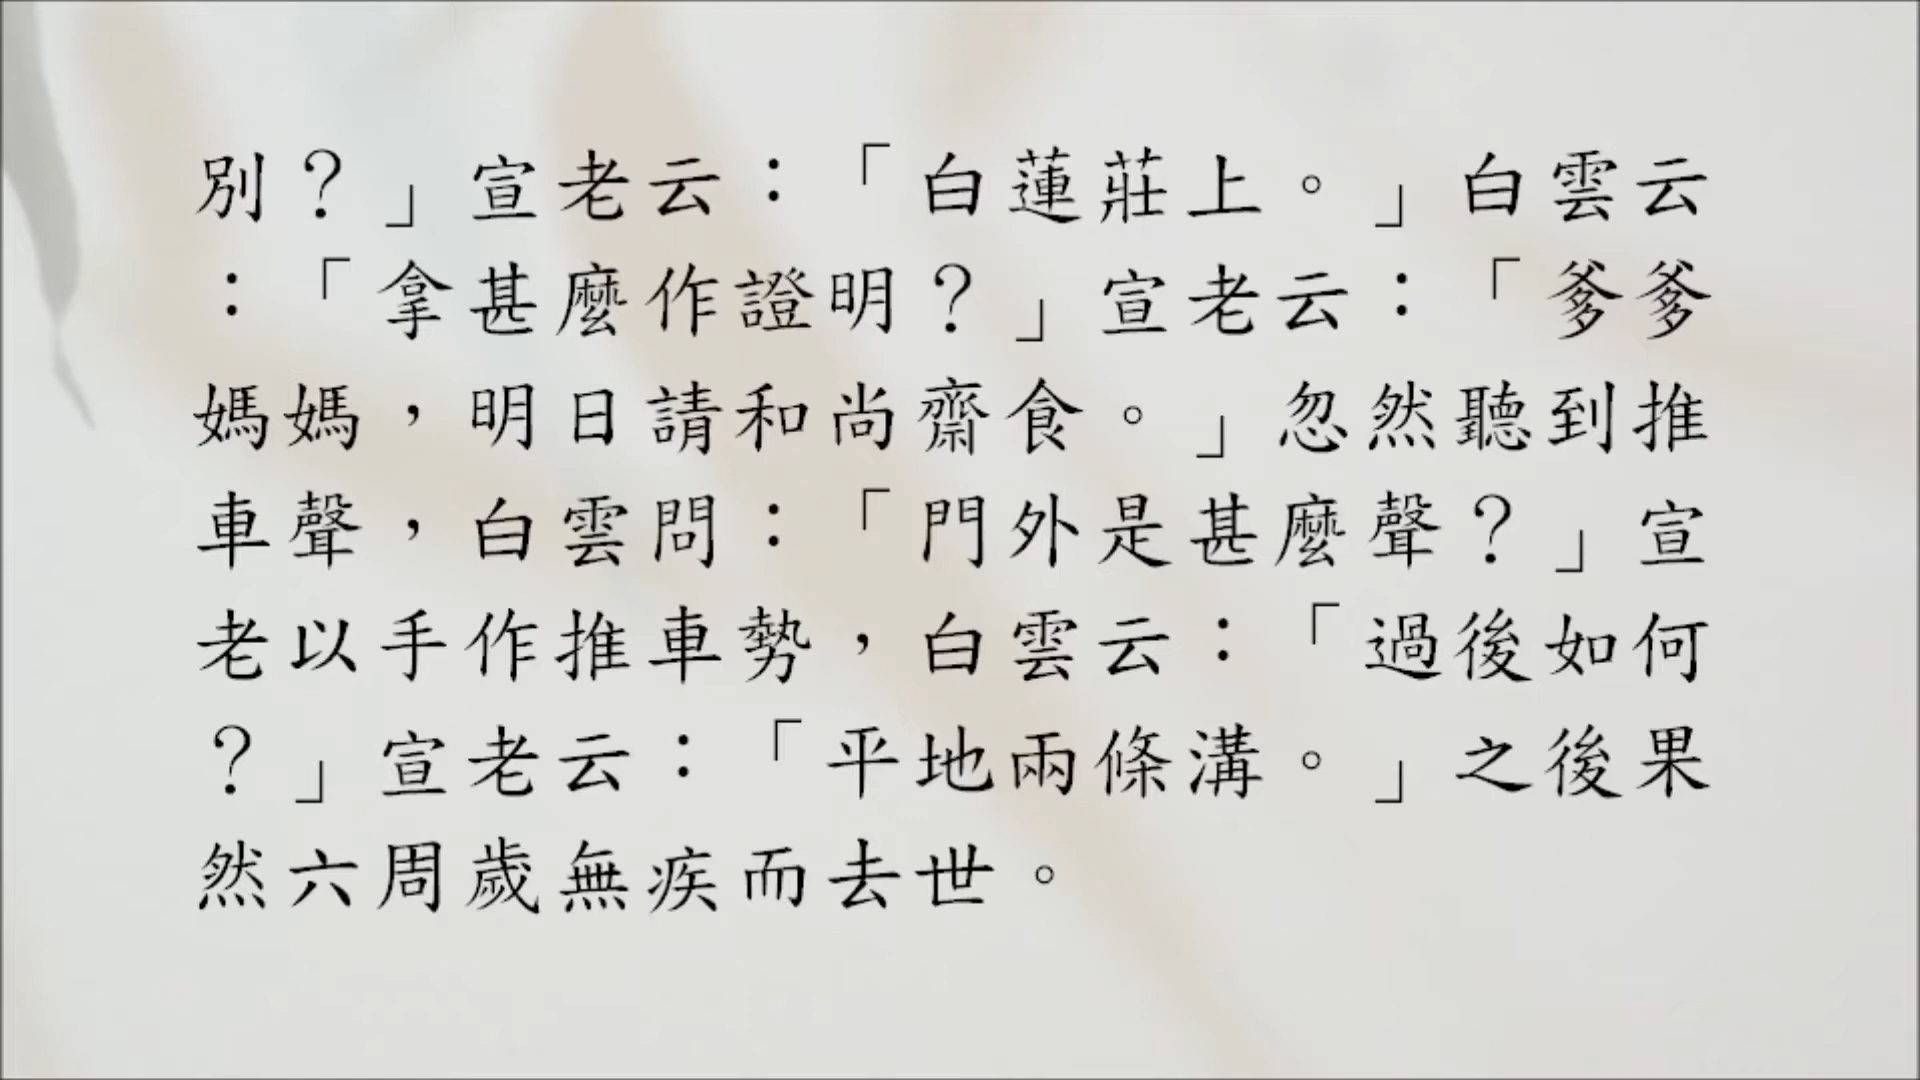 別？」宣老云：「白蓮莊上。」白雲云
：「拿甚麼作證明？」宣老云：「爹爹
媽媽，明日請和尚齋食。」忽然聽到推
車聲，白雲問：「門外是甚麼聲？」宣
老以手作推車勢，白雲云：「過後如何
？」宣老云：「平地兩條溝。」之後果
然六周歲無疾而去世。